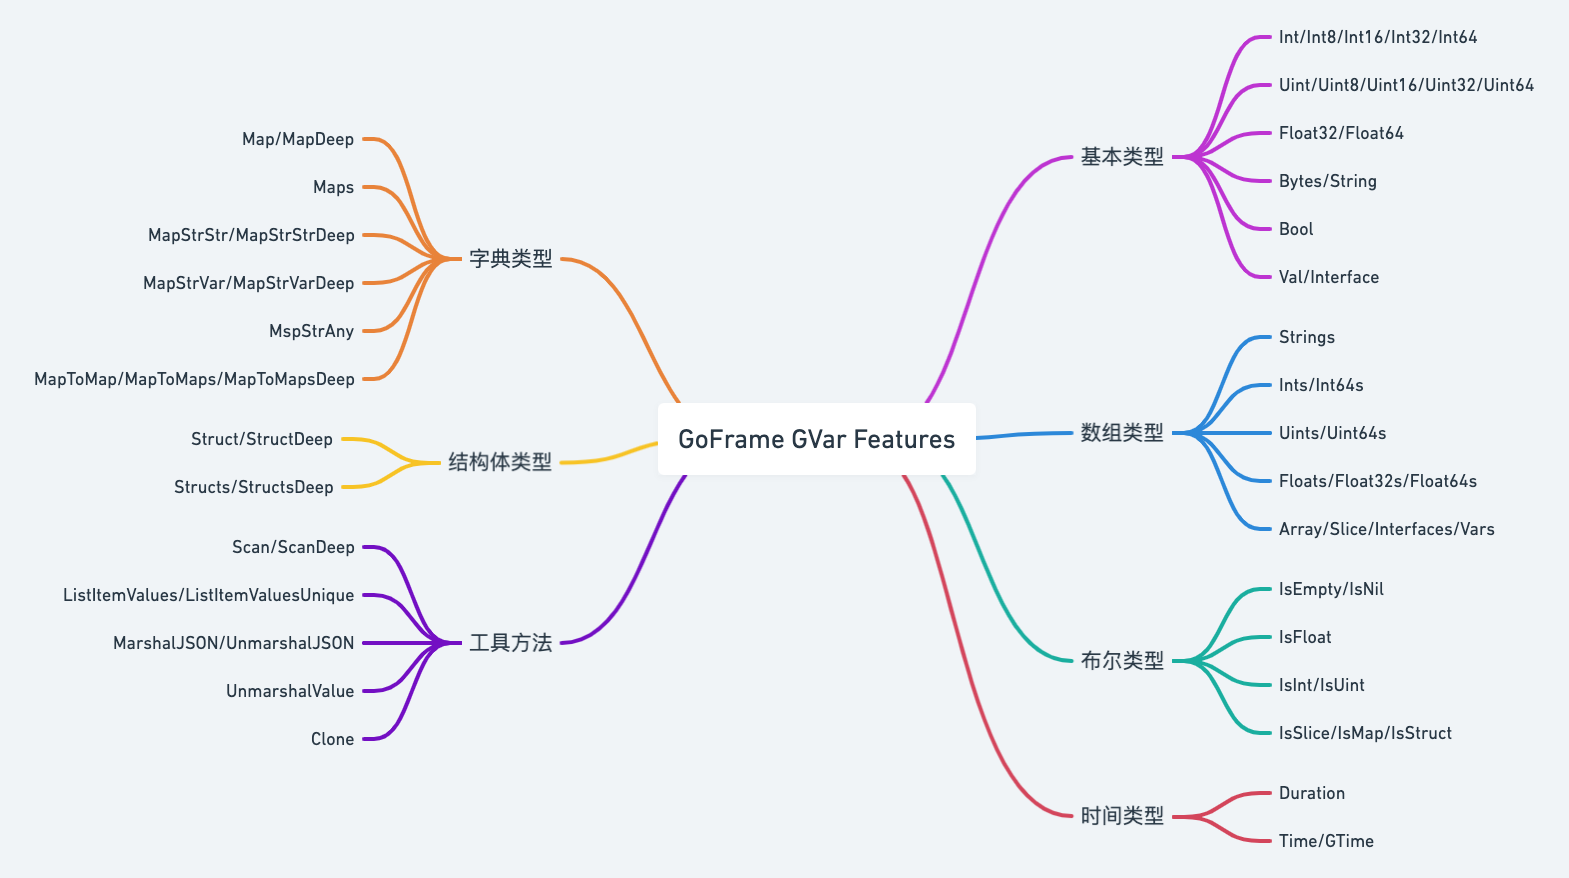 GoFrame GVar Features
基本类型
Int/Int8/Int16/Int32/Int64
Uint/Uint8/Uint16/Uint32/Uint64
Float32/Float64
Bytes/String
Bool
Val/Interface
数组类型
Strings
Ints/Int64s
Uints/Uint64s
Floats/Float32s/Float64s
Array/Slice/Interfaces/Vars
布尔类型
IsEmpty/IsNil
IsFloat
IsInt/IsUint
IsSlice/IsMap/IsStruct
时间类型
Duration
Time/GTime
字典类型
Map/MapDeep
Maps
MapStrStr/MapStrStrDeep
MapStrVar/MapStrVarDeep
MspStrAny
MapToMap/MapToMaps/MapToMapsDeep
结构体类型
Struct/StructDeep
Structs/StructsDeep
工具方法
Scan/ScanDeep
ListItemValues/ListItemValuesUnique
MarshalJSON/UnmarshalJSON
UnmarshalValue
Clone